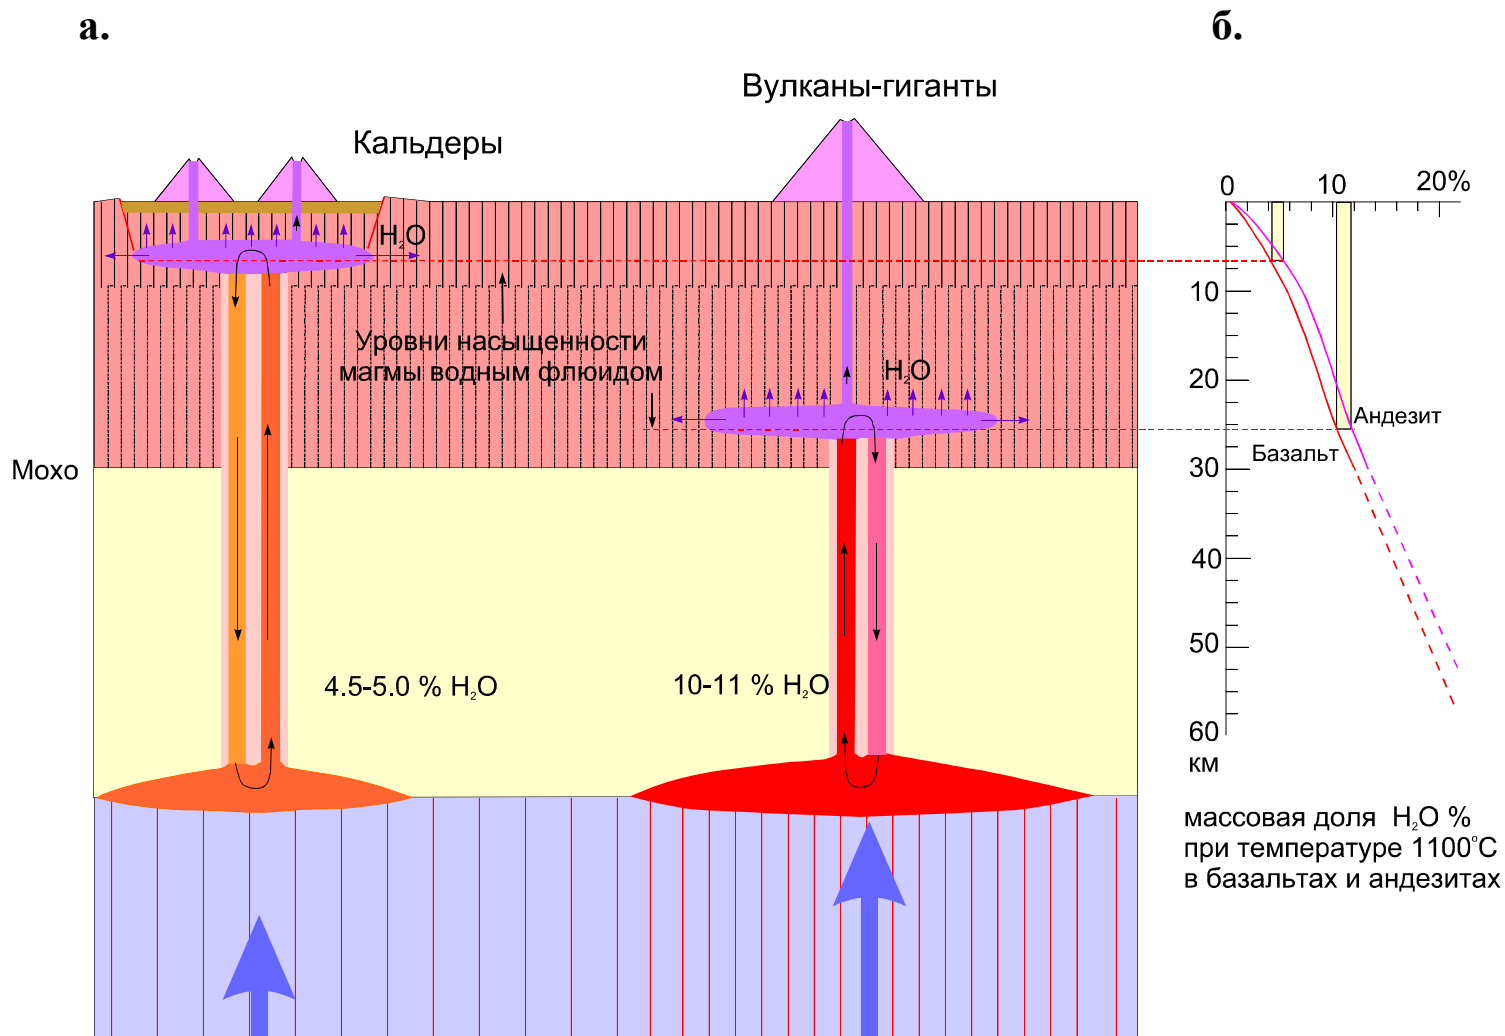 а.
б.
Вулканы-гиганты
Кальдеры
0 10 20%
H₂O
10
Уровни насыщенности
магмы водным флюидом
H₂O
20
Андезит
Базальт
Мохо
30
40
50
4.5-5.0 % H₂O
10-11 % H₂O
60
км
массовая доля H₂O %
при температуре 1100°C
в базальтах и андезитах